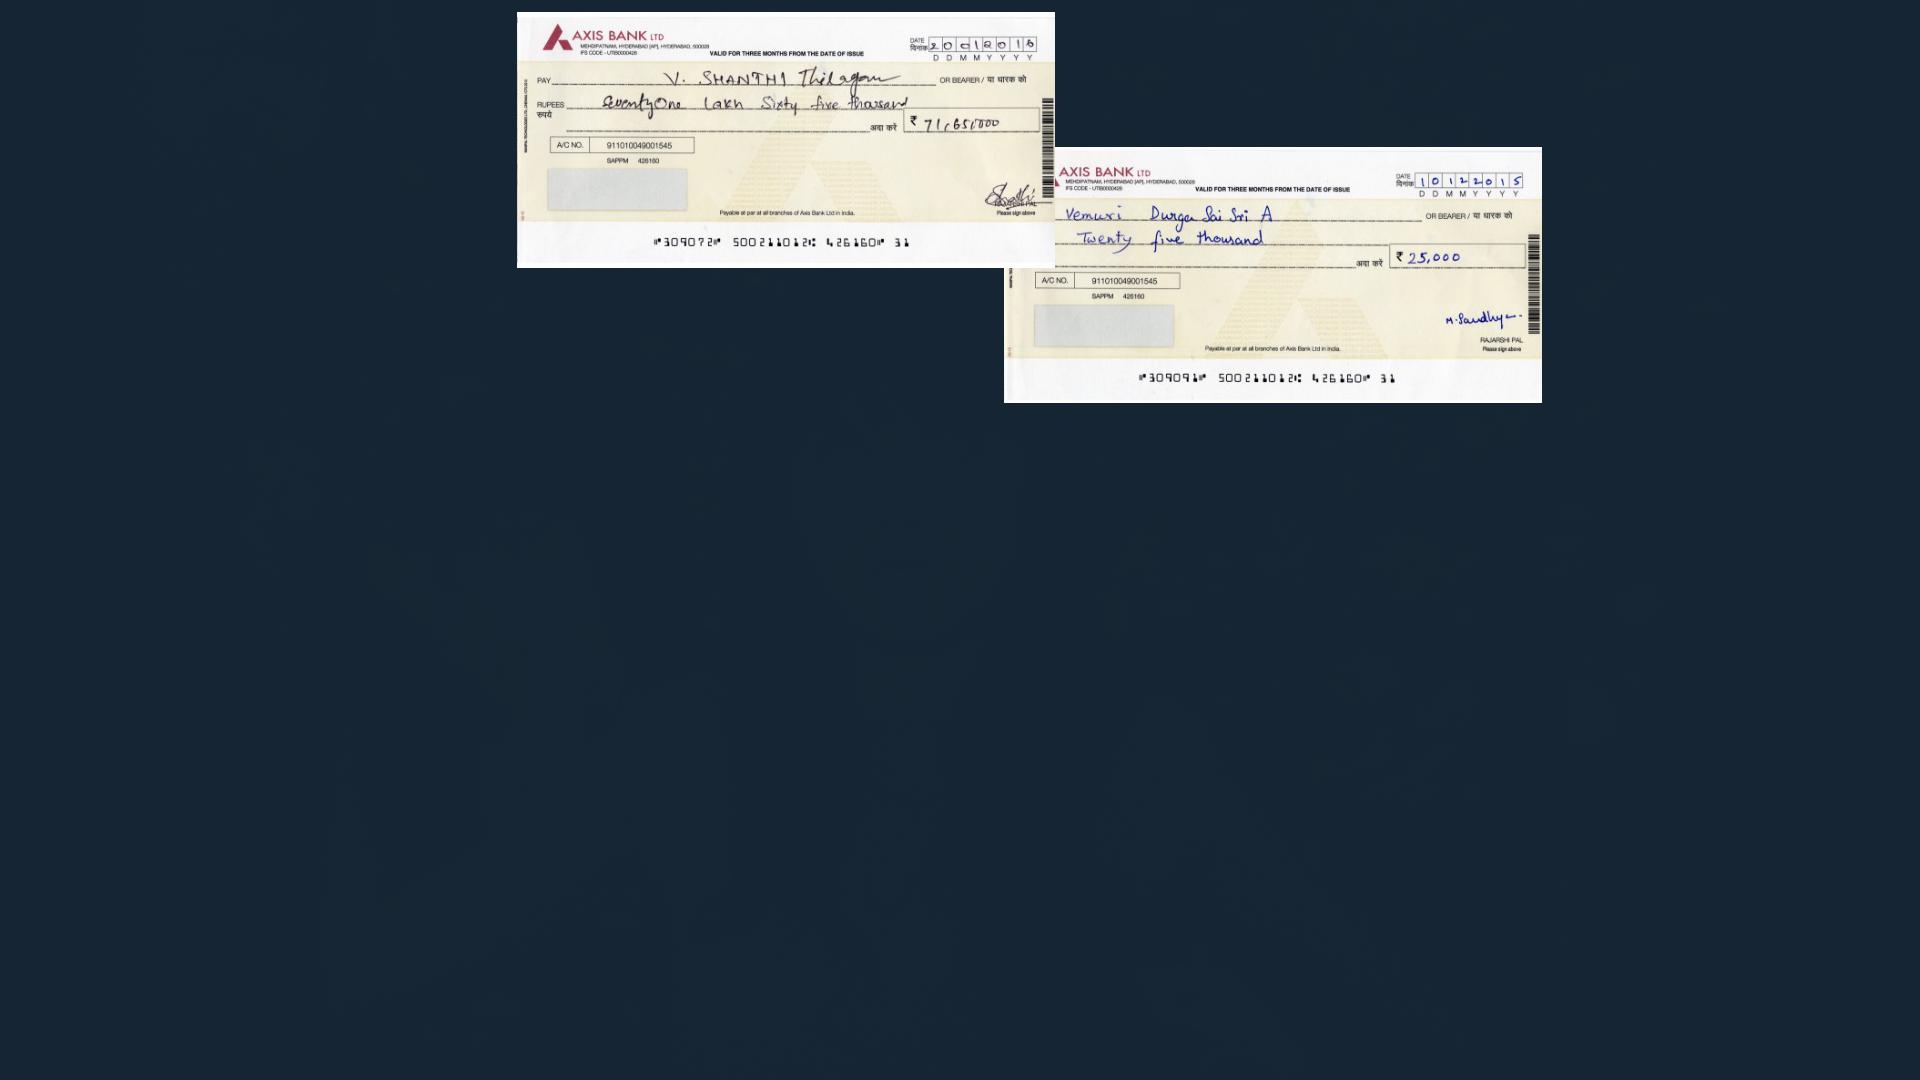 AXIS BANK LTD
MEHDIPATNAM, HYDERABAD [AP], HYDERABAD, 500028
IFS CODE - UTIB0000426
VALID FOR THREE MONTHS FROM THE DATE OF ISSUE
DATE दिनांक 2 0 0 1 2 0 1 6
D D M M Y Y Y Y
PAY V. SHANTHI Thilagam OR BEARER / या धारक को
RUPEES रुपये SeventyOne Lakh Sixty five thousand
अदा करें ₹ 71,65,000
A/C NO. 911010049001545
SAPPM 426160
RAJARSHI PAL
Payable at par at all branches of Axis Bank Ltd in India.
Please sign above
⑈309072⑈ 500211012⑆ 426160⑈ 31
AXIS BANK LTD
MEHDIPATNAM, HYDERABAD [AP], HYDERABAD, 500028
IFS CODE - UTIB0000426
VALID FOR THREE MONTHS FROM THE DATE OF ISSUE
DATE दिनांक 1 0 1 2 2 0 1 5
D D M M Y Y Y Y
Vemuri Durga Sai Sri A OR BEARER / या धारक को
Twenty five thousand
अदा करें ₹ 25,000
A/C NO. 911010049001545
SAPPM 426160
M. Sandhya
RAJARSHI PAL
Payable at par at all branches of Axis Bank Ltd in India.
Please sign above
⑈309091⑈ 500211012⑆ 426160⑈ 31